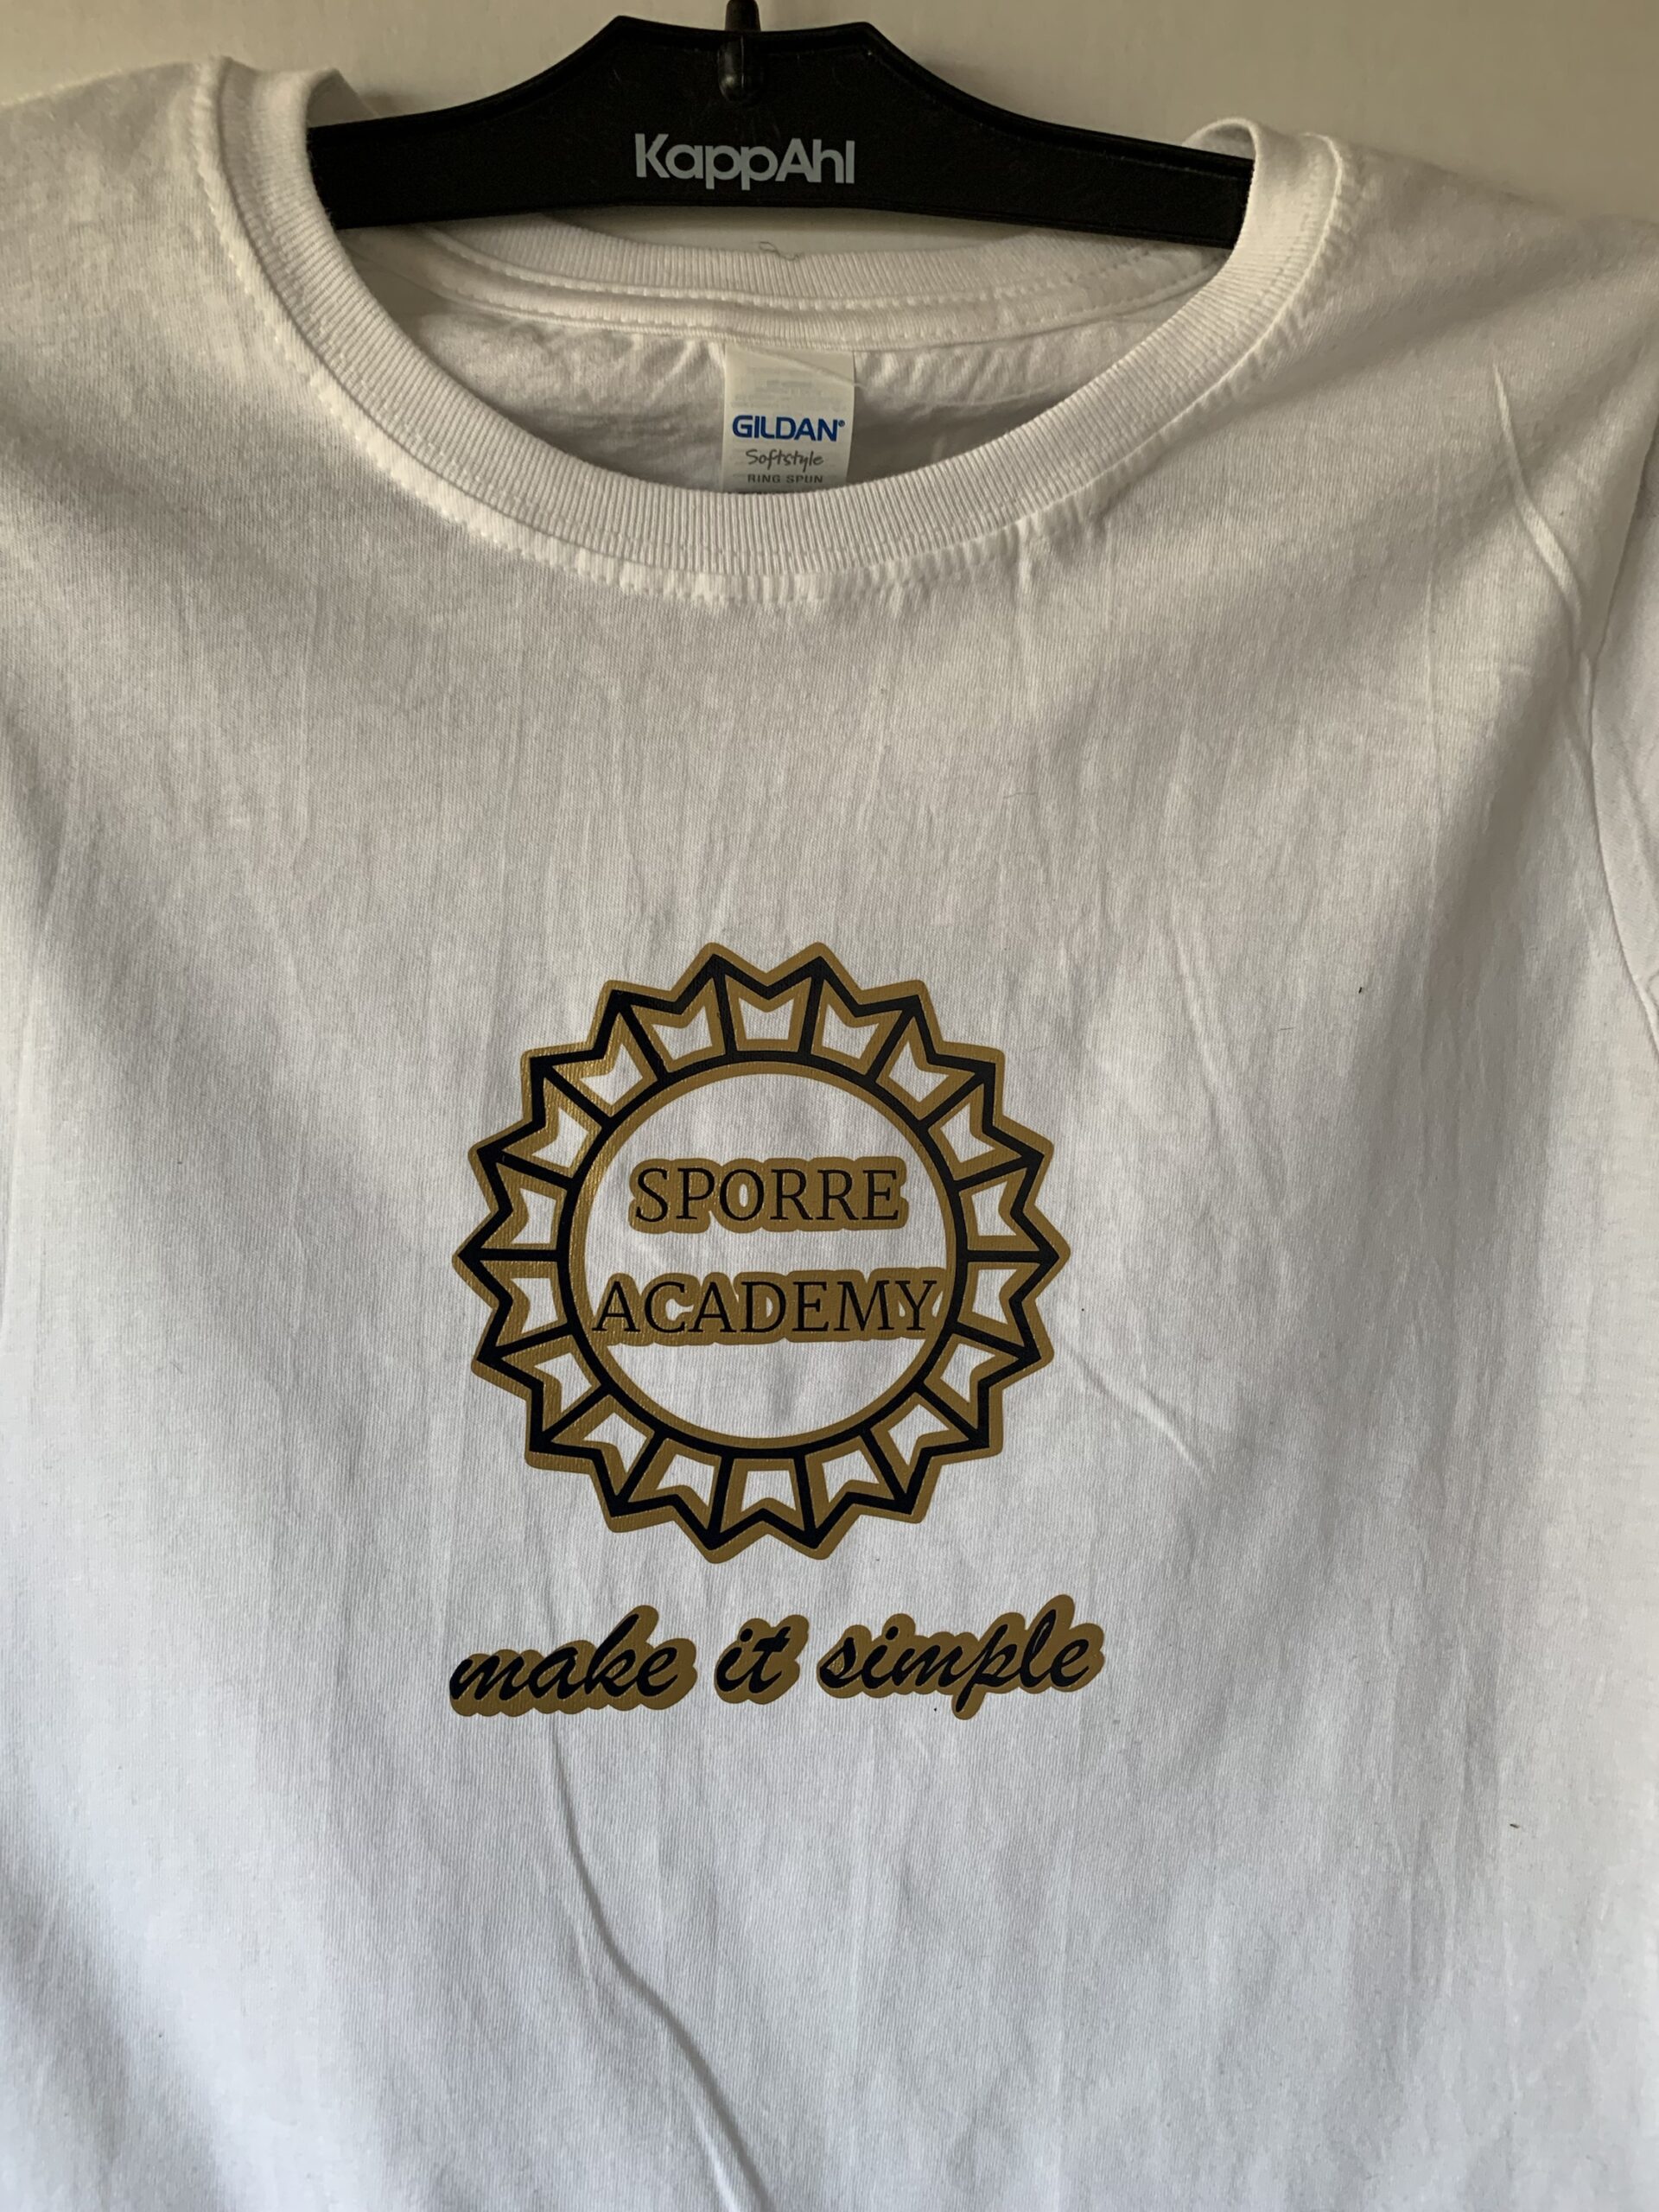 KappAhl
GILDAN®
Softstyle
RING SPUN
SPORRE
ACADEMY
make it simple